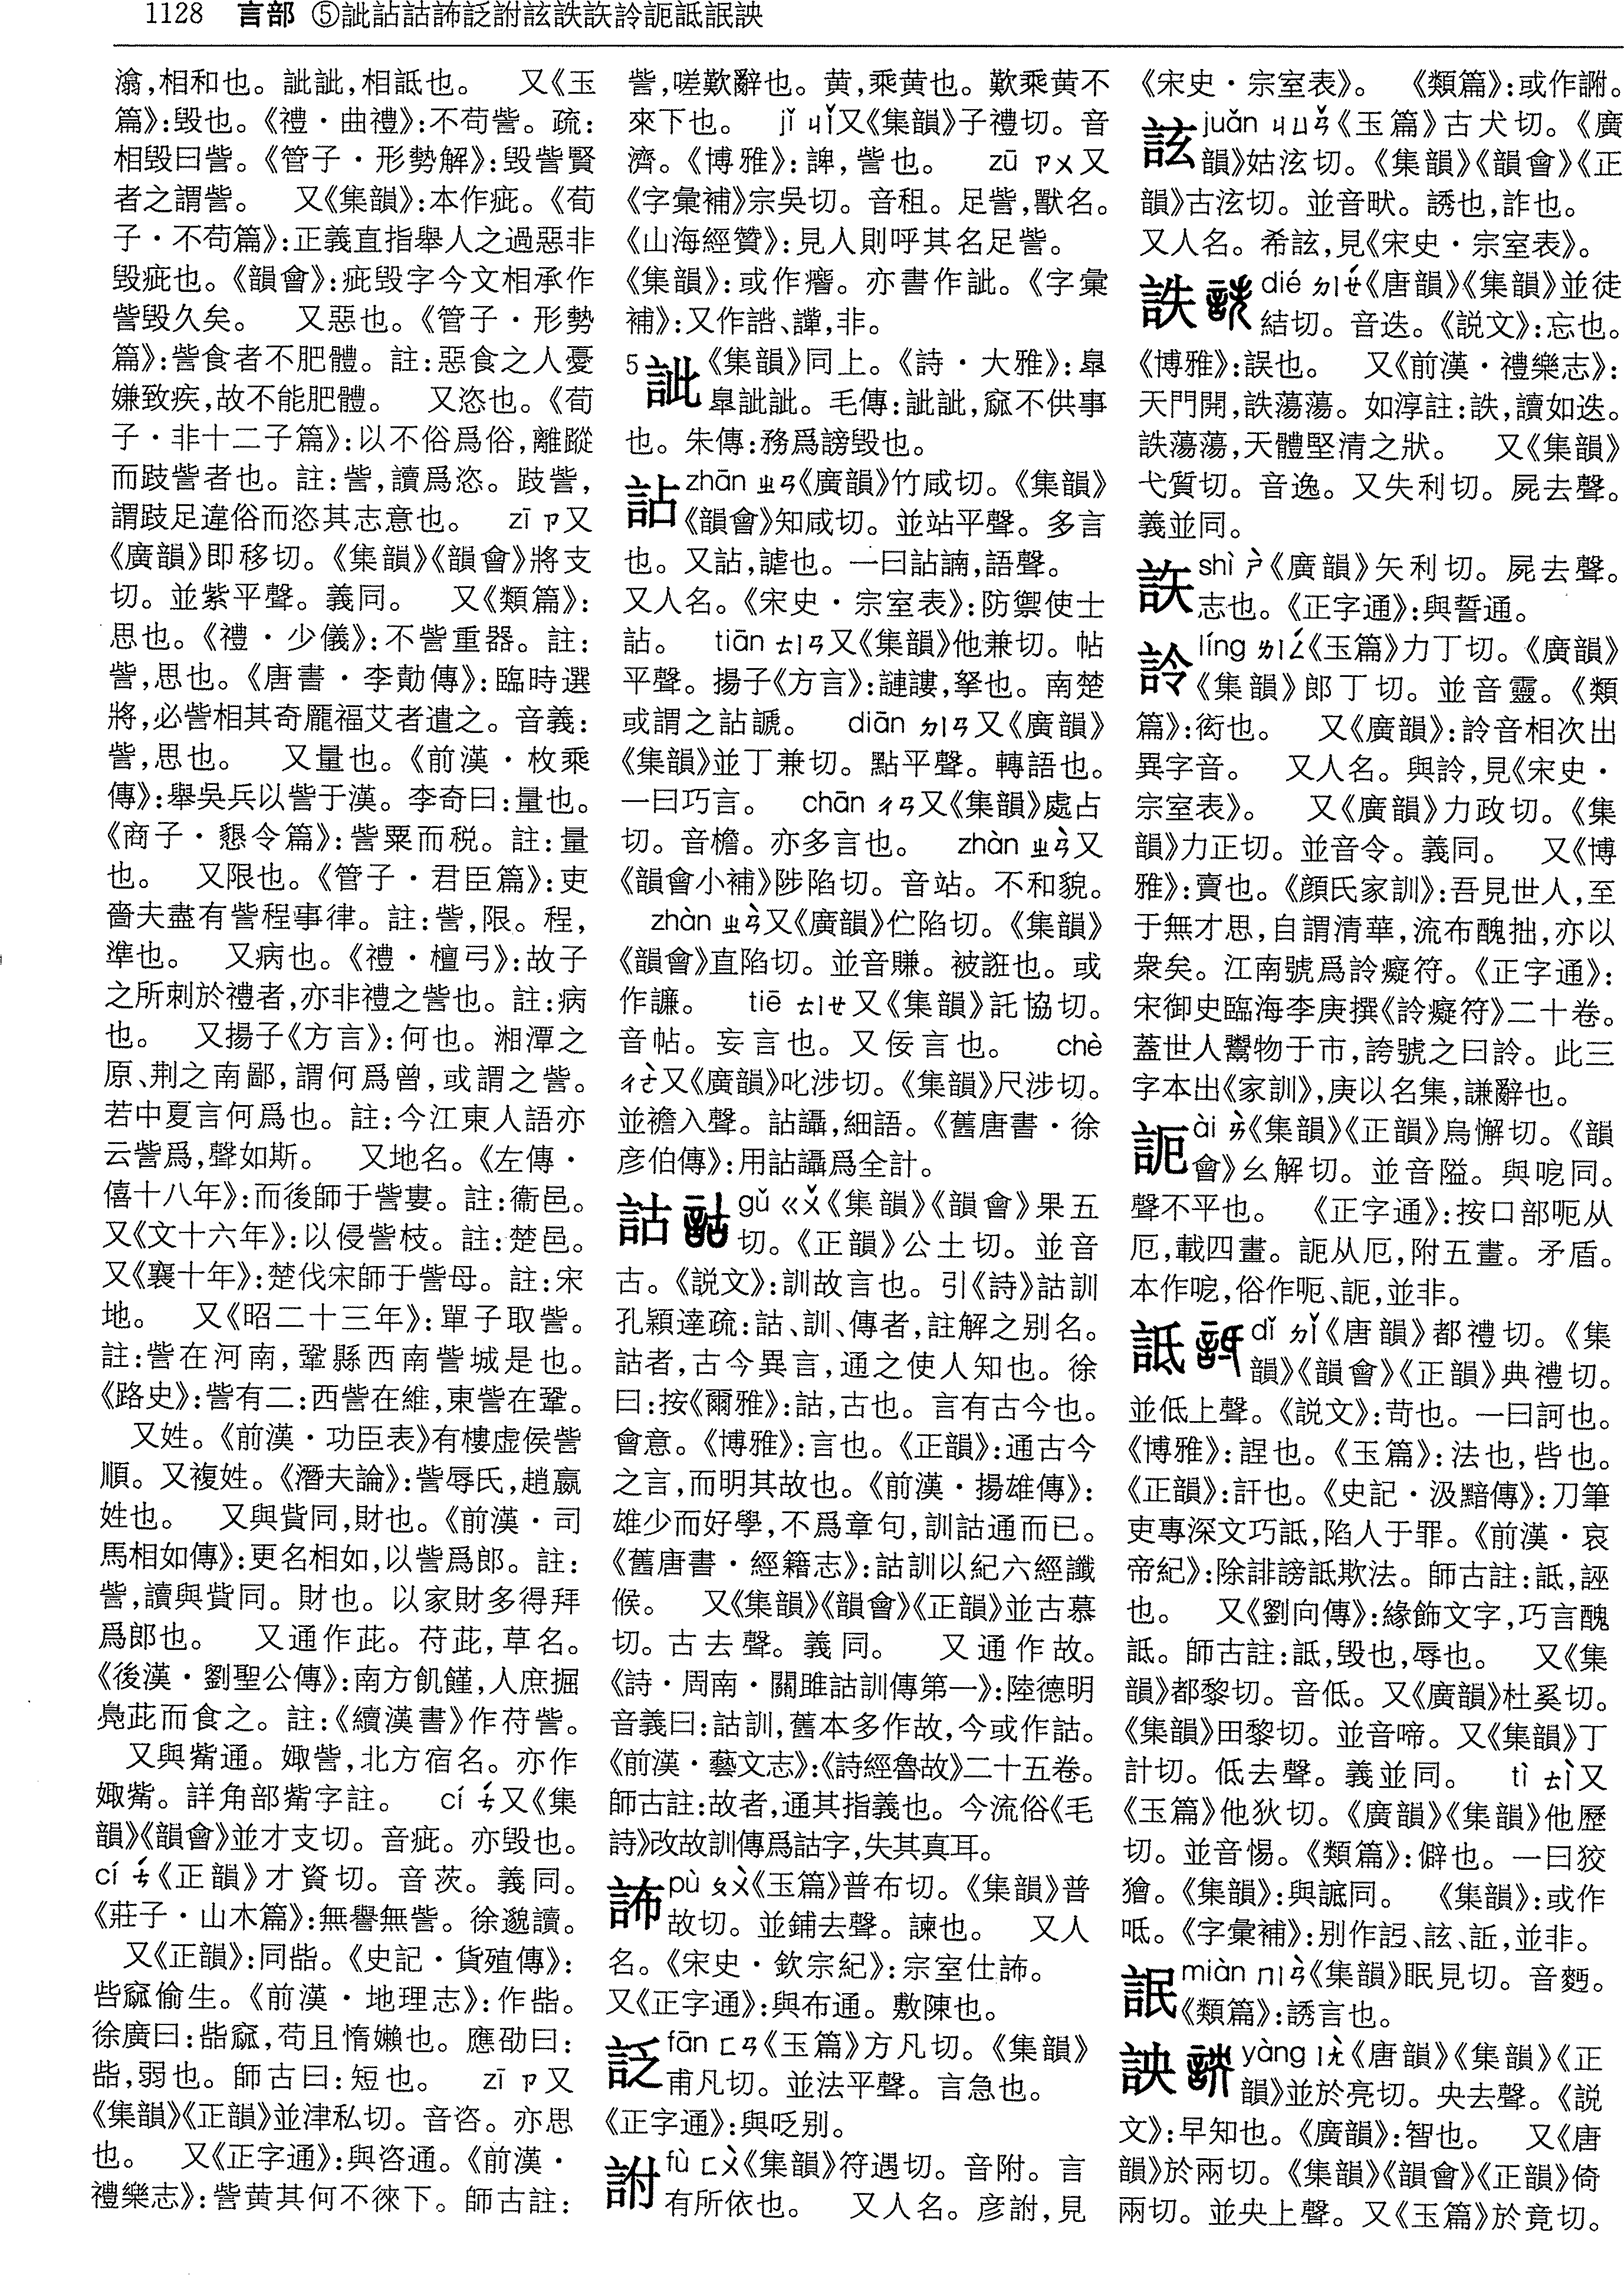 1128 言部 ⑤訿詀詁誧䛀詂䛄詄䛈詅䛩詆䛉詇
潝,相和也。訿訿,相詆也。 又《玉
篇》:毁也。《禮・曲禮》:不苟訾。疏:
相毁曰訾。《管子・形勢解》:毁訾賢
者之謂訾。 又《集韻》:本作疵。《荀
子・不苟篇》:正義直指舉人之過惡非
毁疵也。《韻會》:疵毁字今文相承作
訾毁久矣。 又惡也。《管子・形勢
篇》:訾食者不肥體。註:惡食之人憂
嫌致疾,故不能肥體。 又恣也。《荀
子・非十二子篇》:以不俗爲俗,離蹤
而跂訾者也。註:訾,讀爲恣。跂訾,
謂跂足違俗而恣其志意也。 zī ㄗ又
《廣韻》即移切。《集韻》《韻會》將支
切。並紫平聲。義同。 又《類篇》:
思也。《禮・少儀》:不訾重器。註:
訾,思也。《唐書・李勣傳》:臨時選
將,必訾相其奇龎福艾者遣之。音義:
訾,思也。 又量也。《前漢・枚乘
傳》:舉吳兵以訾于漢。李奇曰:量也。
《商子・懇令篇》:訾粟而税。註:量
也。 又限也。《管子・君臣篇》:吏
嗇夫盡有訾程事律。註:訾,限。程,
準也。 又病也。《禮・檀弓》:故子
之所刺於禮者,亦非禮之訾也。註:病
也。 又揚子《方言》:何也。湘潭之
原、荆之南鄙,謂何爲曾,或謂之訾。
若中夏言何爲也。註:今江東人語亦
云訾爲,聲如斯。 又地名。《左傳・
僖十八年》:而後師于訾婁。註:衞邑。
又《文十六年》:以侵訾枝。註:楚邑。
又《襄十年》:楚伐宋師于訾母。註:宋
地。 又《昭二十三年》:單子取訾。
註:訾在河南,鞏縣西南訾城是也。
《路史》:訾有二:西訾在維,東訾在鞏。
又姓。《前漢・功臣表》有樓虚侯訾
順。又複姓。《潛夫論》:訾辱氏,趙嬴
姓也。 又與貲同,財也。《前漢・司
馬相如傳》:更名相如,以訾爲郎。註:
訾,讀與貲同。財也。以家財多得拜
爲郎也。 又通作茈。苻茈,草名。
《後漢・劉聖公傳》:南方飢饉,人庶掘
鳧茈而食之。註:《續漢書》作苻訾。
又與觜通。娵訾,北方宿名。亦作
娵觜。詳角部觜字註。 cí ㄘˊ又《集
韻》《韻會》並才支切。音疵。亦毁也。
cí ㄘˊ《正韻》才資切。音茨。義同。
《莊子・山木篇》:無譽無訾。徐邈讀。
又《正韻》:同啙。《史記・貨殖傳》:
呰窳偷生。《前漢・地理志》:作啙。
徐廣曰:啙窳,苟且惰嬾也。應劭曰:
啙,弱也。師古曰:短也。 zī ㄗ又
《集韻》《正韻》並津私切。音咨。亦思
也。 又《正字通》:與咨通。《前漢・
禮樂志》:訾黄其何不徠下。師古註:
訾,嗟歎辭也。黄,乘黄也。歎乘黄不
來下也。 jǐ ㄐㄧˇ又《集韻》子禮切。音
濟。《博雅》:諀,訾也。 zū ㄗㄨ又
《字彙補》宗吳切。音租。足訾,獸名。
《山海經贊》:見人則呼其名足訾。
《集韻》:或作𤻎。亦書作訿。《字彙
補》:又作諮、譁,非。
5訿《集韻》同上。《詩・大雅》:臯
臯訿訿。毛傳:訿訿,窳不供事
也。朱傳:務爲謗毁也。
詀 zhān ㄓㄢ《廣韻》竹咸切。《集韻》
《韻會》知咸切。並站平聲。多言
也。又詀,謔也。一曰詀諵,語聲。
又人名。《宋史・宗室表》:防禦使士
詀。 tiān ㄊㄧㄢ又《集韻》他兼切。帖
平聲。揚子《方言》:謰謱,拏也。南楚
或謂之詀謕。 diān ㄉㄧㄢ又《廣韻》
《集韻》並丁兼切。點平聲。轉語也。
一曰巧言。 chān ㄔㄢ又《集韻》處占
切。音襜。亦多言也。 zhàn ㄓㄢˋ又
《韻會小補》陟陷切。音站。不和貌。
zhàn ㄓㄢˋ又《廣韻》伫陷切。《集韻》
《韻會》直陷切。並音賺。被誑也。或
作譧。 tiē ㄊㄧㄝ又《集韻》託協切。
音帖。妄言也。又佞言也。 chè
ㄔㄜˋ又《廣韻》叱涉切。《集韻》尺涉切。
並襜入聲。詀讘,細語。《舊唐書・徐
彦伯傳》:用詀讘爲全計。
詁 gǔ ㄍㄨˇ《集韻》《韻會》果五
切。《正韻》公土切。並音
古。《説文》:訓故言也。引《詩》詁訓
孔穎達疏:詁、訓、傳者,註解之别名。
詁者,古今異言,通之使人知也。徐
曰:按《爾雅》:詁,古也。言有古今也。
會意。《博雅》:言也。《正韻》:通古今
之言,而明其故也。《前漢・揚雄傳》:
雄少而好學,不爲章句,訓詁通而已。
《舊唐書・經籍志》:詁訓以紀六經讖
候。 又《集韻》《韻會》《正韻》並古慕
切。古去聲。義同。 又通作故。
《詩・周南・關雎詁訓傳第一》:陸德明
音義曰:詁訓,舊本多作故,今或作詁。
《前漢・藝文志》:《詩經魯故》二十五卷。
師古註:故者,通其指義也。今流俗《毛
詩》改故訓傳爲詁字,失其真耳。
pù ㄆㄨˋ《玉篇》普布切。《集韻》普
故切。並鋪去聲。諫也。 又人
名。《宋史・欽宗紀》:宗室仕。
又《正字通》:與布通。敷陳也。
fān ㄈㄢ《玉篇》方凡切。《集韻》
甫凡切。並法平聲。言急也。
《正字通》:與眨别。
詂 fù ㄈㄨˋ《集韻》符遇切。音附。言
有所依也。 又人名。彦詂,見
《宋史・宗室表》。 《類篇》:或作䛀。
juǎn ㄐㄩㄢˇ《玉篇》古犬切。《廣
韻》姑泫切。《集韻》《韻會》《正
韻》古泫切。並音畎。誘也,詐也。
又人名。希,見《宋史・宗室表》。
詄 dié ㄉㄧㄝˊ《唐韻》《集韻》並徒
結切。音迭。《説文》:忘也。
《博雅》:誤也。 又《前漢・禮樂志》:
天門開,詄蕩蕩。如淳註:詄,讀如迭。
詄蕩蕩,天體堅清之狀。 又《集韻》
弋質切。音逸。又失利切。屍去聲。
義並同。
shì ㄕˋ《廣韻》矢利切。屍去聲。
志也。《正字通》:與誓通。
詅 líng ㄌㄧㄥˊ《玉篇》力丁切。《廣韻》
《集韻》郎丁切。並音靈。《類
篇》:衒也。 又《廣韻》:詅音相次出
異字音。 又人名。與詅,見《宋史・
宗室表》。 又《廣韻》力政切。《集
韻》力正切。並音令。義同。 又《博
雅》:賣也。《顔氏家訓》:吾見世人,至
于無才思,自謂清華,流布醜拙,亦以
衆矣。江南號爲詅癡符。《正字通》:
宋御史臨海李庚撰《詅癡符》二十卷。
蓋世人鬻物于市,誇號之曰詅。此三
字本出《家訓》,庚以名集,謙辭也。
ài ㄞˋ《集韻》《正韻》烏懈切。《韻
會》幺解切。並音隘。與呝同。
聲不平也。 《正字通》:按口部呃从
厄,載四畫。𧦠从厄,附五畫。矛盾。
本作呝,俗作呃、𧦠,並非。
詆 dǐ ㄉㄧˇ《唐韻》都禮切。《集
韻》《韻會》《正韻》典禮切。
並低上聲。《説文》:苛也。一曰訶也。
《博雅》:䛯也。《玉篇》:法也,呰也。
《正韻》:訐也。《史記・汲黯傳》:刀筆
吏專深文巧詆,陷人于罪。《前漢・哀
帝紀》:除誹謗詆欺法。師古註:詆,誣
也。 又《劉向傳》:緣飾文字,巧言醜
詆。師古註:詆,毁也,辱也。 又《集
韻》都黎切。音低。又《廣韻》杜奚切。
《集韻》田黎切。並音啼。又《集韻》丁
計切。低去聲。義並同。 tì ㄊㄧˋ又
《玉篇》他狄切。《廣韻》《集韻》他歷
切。並音惕。《類篇》:僻也。一曰狡
獪。《集韻》:與謕同。 《集韻》:或作
呧。《字彙補》:别作𧦚、該、訢,並非。
miàn ㄇㄧㄢˋ《集韻》眠見切。音麪。
《類篇》:誘言也。
詇 yàng ㄧㄤˋ《唐韻》《集韻》《正
韻》並於亮切。央去聲。《説
文》:早知也。《廣韻》:智也。 又《唐
韻》於兩切。《集韻》《韻會》《正韻》倚
兩切。並央上聲。又《玉篇》於竟切。